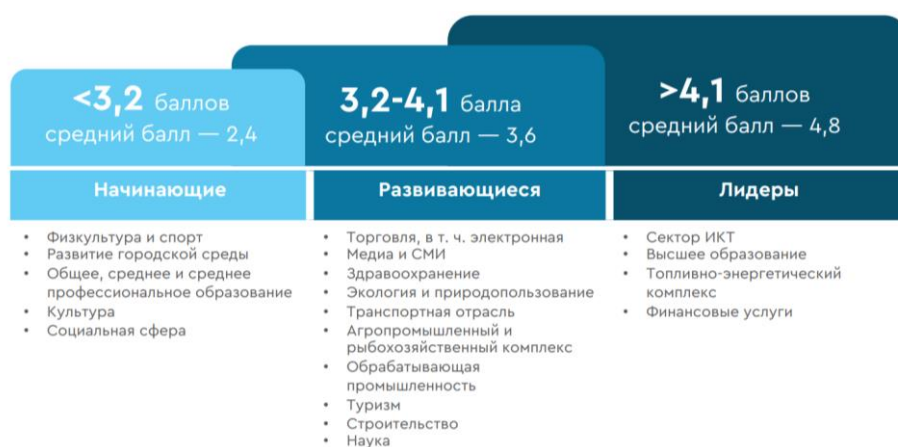 <3,2 баллов
средний балл — 2,4
Начинающие
• Физкультура и спорт
• Развитие городской среды
• Общее, среднее и среднее
профессиональное образование
• Культура
• Социальная сфера
3,2-4,1 балла
средний балл — 3,6
Развивающиеся
• Торговля, в т. ч. электронная
• Медиа и СМИ
• Здравоохранение
• Экология и природопользование
• Транспортная отрасль
• Агропромышленный и
рыбохозяйственный комплекс
• Обрабатывающая
промышленность
• Туризм
• Строительство
• Наука
>4,1 баллов
средний балл — 4,8
Лидеры
• Сектор ИКТ
• Высшее образование
• Топливно-энергетический
комплекс
• Финансовые услуги